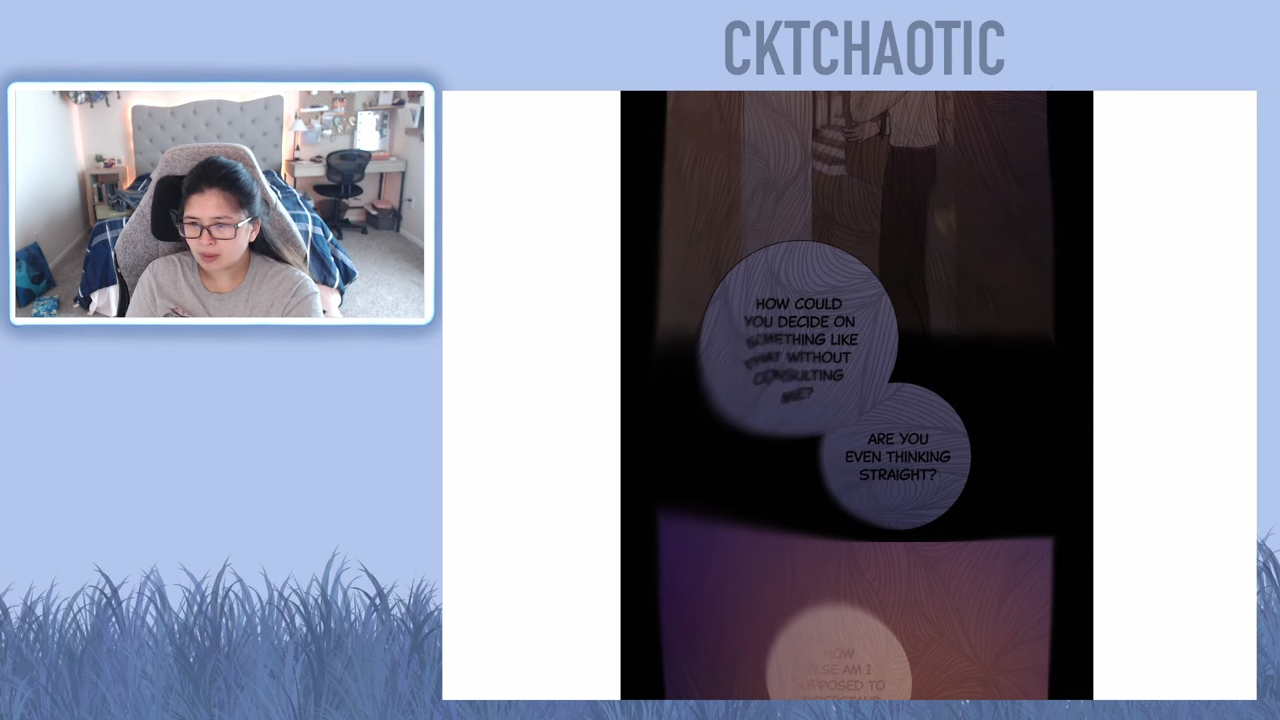 CKTCHAOTIC
HOW COULD
YOU DECIDE ON
SOMETHING LIKE
THAT WITHOUT
CONSULTING
ME?
ARE YOU
EVEN THINKING
STRAIGHT?
HOW
ELSE AM I
SUPPOSED TO
UNDERSTAND